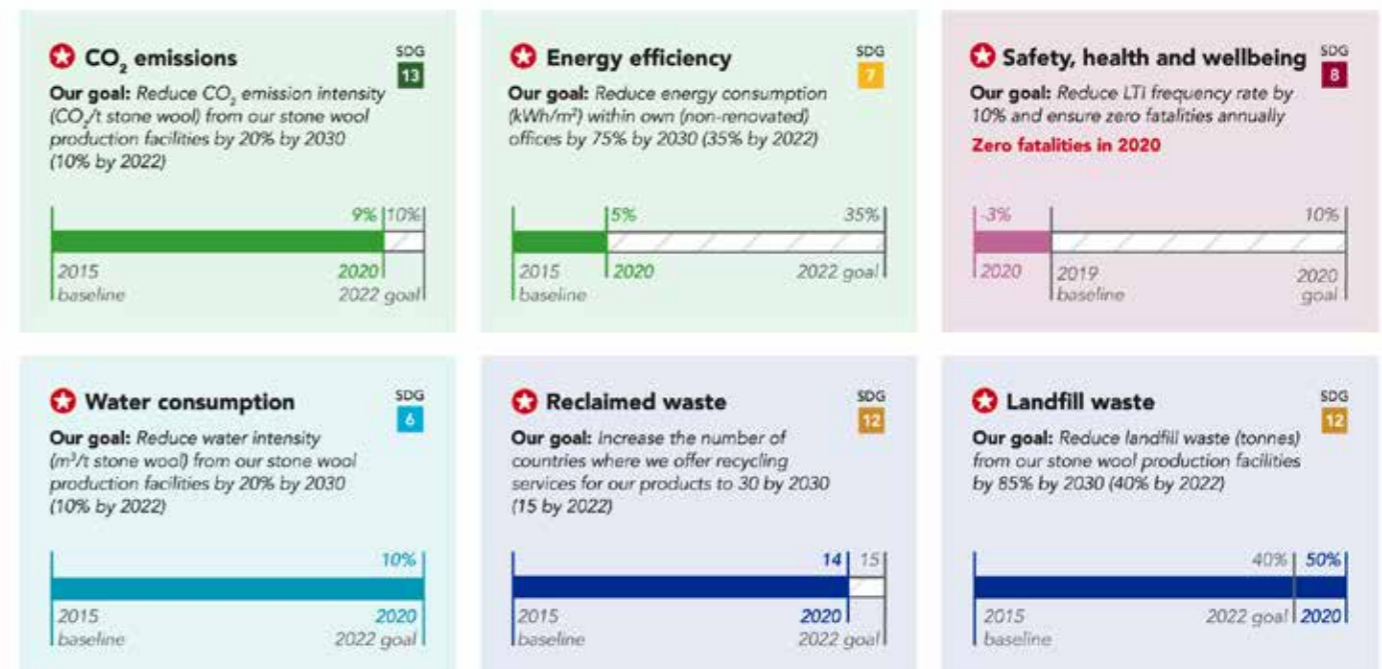 CO₂ emissions
SDG
13
Our goal: Reduce CO₂ emission intensity
(CO₂/t stone wool) from our stone wool
production facilities by 20% by 2030
(10% by 2022)
9% 10%
2015 2020
baseline 2022 goal
Energy efficiency
SDG
7
Our goal: Reduce energy consumption
(kWh/m²) within own (non-renovated)
offices by 75% by 2030 (35% by 2022)
5% 35%
2015 2020 2022 goal
baseline
Safety, health and wellbeing
SDG
8
Our goal: Reduce LTI frequency rate by
10% and ensure zero fatalities annually
Zero fatalities in 2020
-3% 10%
2020 2019 2020
baseline goal
Water consumption
SDG
6
Our goal: Reduce water intensity
(m³/t stone wool) from our stone wool
production facilities by 20% by 2030
(10% by 2022)
10%
2015 2020
baseline 2022 goal
Reclaimed waste
SDG
12
Our goal: Increase the number of
countries where we offer recycling
services for our products to 30 by 2030
(15 by 2022)
14 15
2015 2020
baseline 2022 goal
Landfill waste
SDG
12
Our goal: Reduce landfill waste (tonnes)
from our stone wool production facilities
by 85% by 2030 (40% by 2022)
40% 50%
2015 2022 goal 2020
baseline